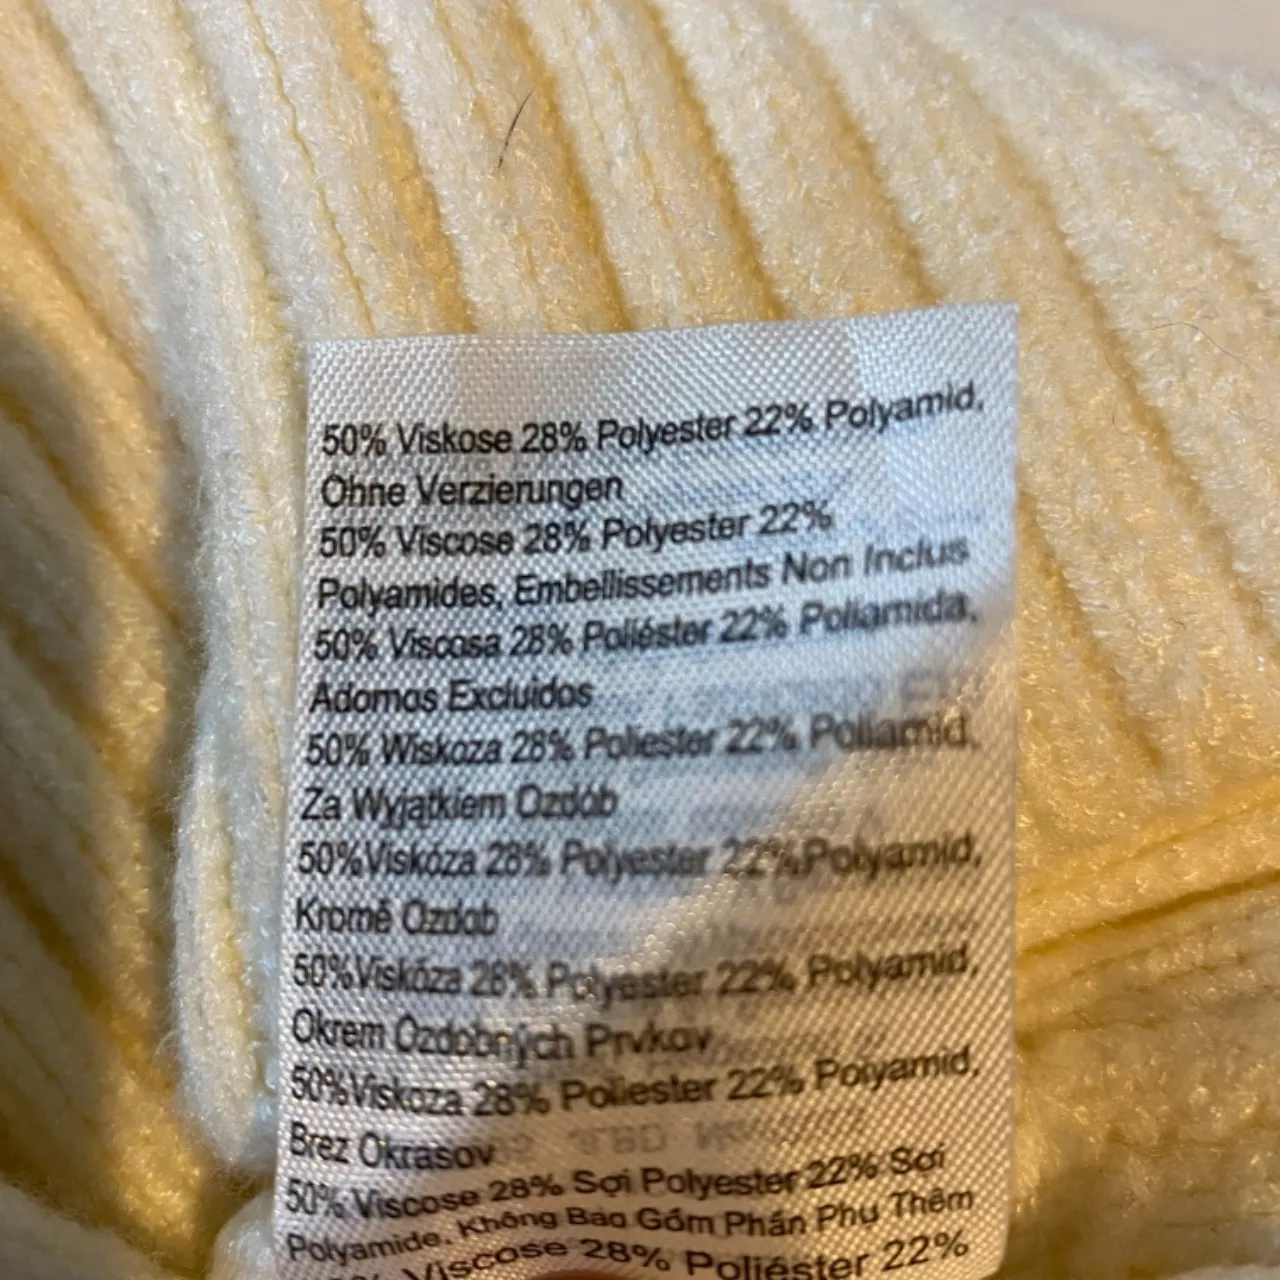 50% Viskose 28% Polyester 22% Polyamid,
Ohne Verzierungen
50% Viscose 28% Polyester 22%
Polyamides, Embellissements Non Inclus
50% Viscosa 28% Poliéster 22% Poliamida,
Adornos Excluidos
50% Wiskoza 28% Poliester 22% Poliamid,
Za Wyjątkiem Ozdób
50%Viskóza 28% Polyester 22%,Polyamid,
Kromě Ozdob
50%Viskóza 28% Polyester 22% Polyamid,
Okrem Ozdobných Prvkov
50%Viskoza 28% Poliester 22% Polyamid,
Brez Okrasov
50% Viscose 28% Sợi Polyester 22% Sợi
Polyamide, Không Bao Gồm Phần Phụ Thêm
% Viscose 28% Poliéster 22%